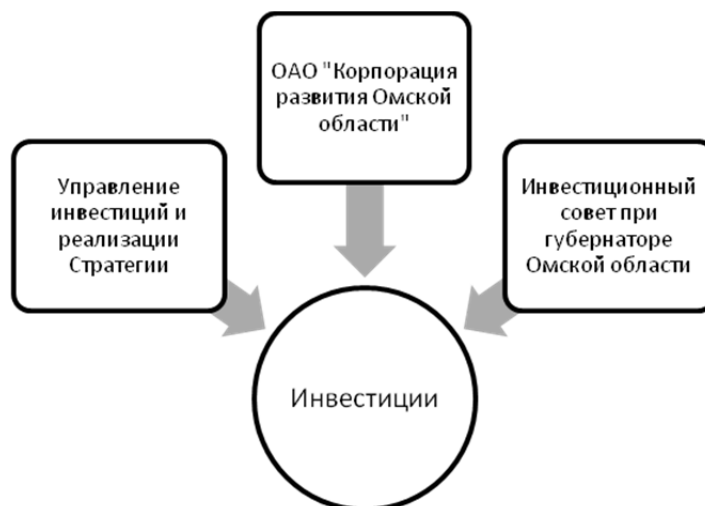 ОАО "Корпорация
развития Омской
области"
Управление
инвестиций и
реализации
Стратегии
Инвестиционный
совет при
губернаторе
Омской области
Инвестиции